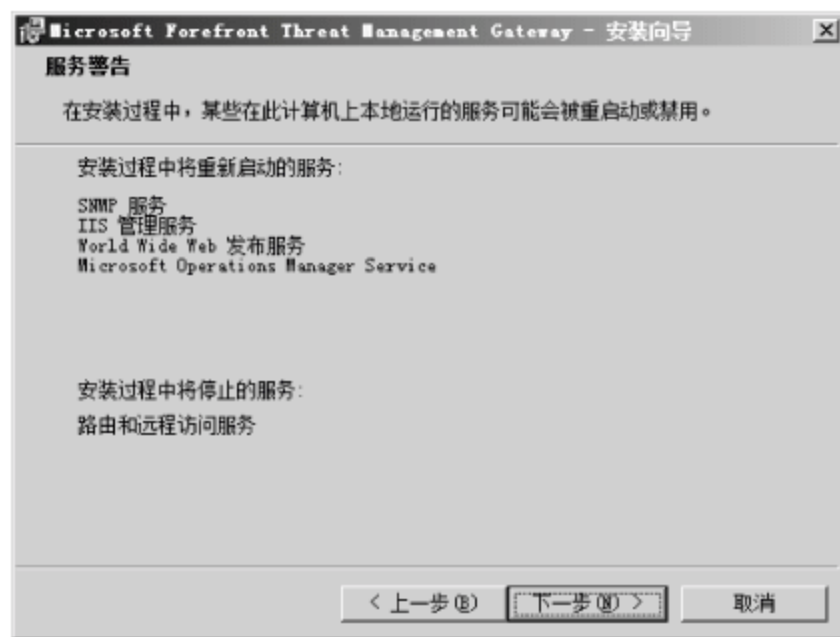 Microsoft Forefront Threat Management Gateway - 安装向导
服务警告
在安装过程中，某些在此计算机上本地运行的服务可能会被重启动或禁用。
安装过程中将重新启动的服务:
SNMP 服务
IIS 管理服务
World Wide Web 发布服务
Microsoft Operations Manager Service
安装过程中将停止的服务:
路由和远程访问服务
< 上一步(B)
下一步(N) >
取消